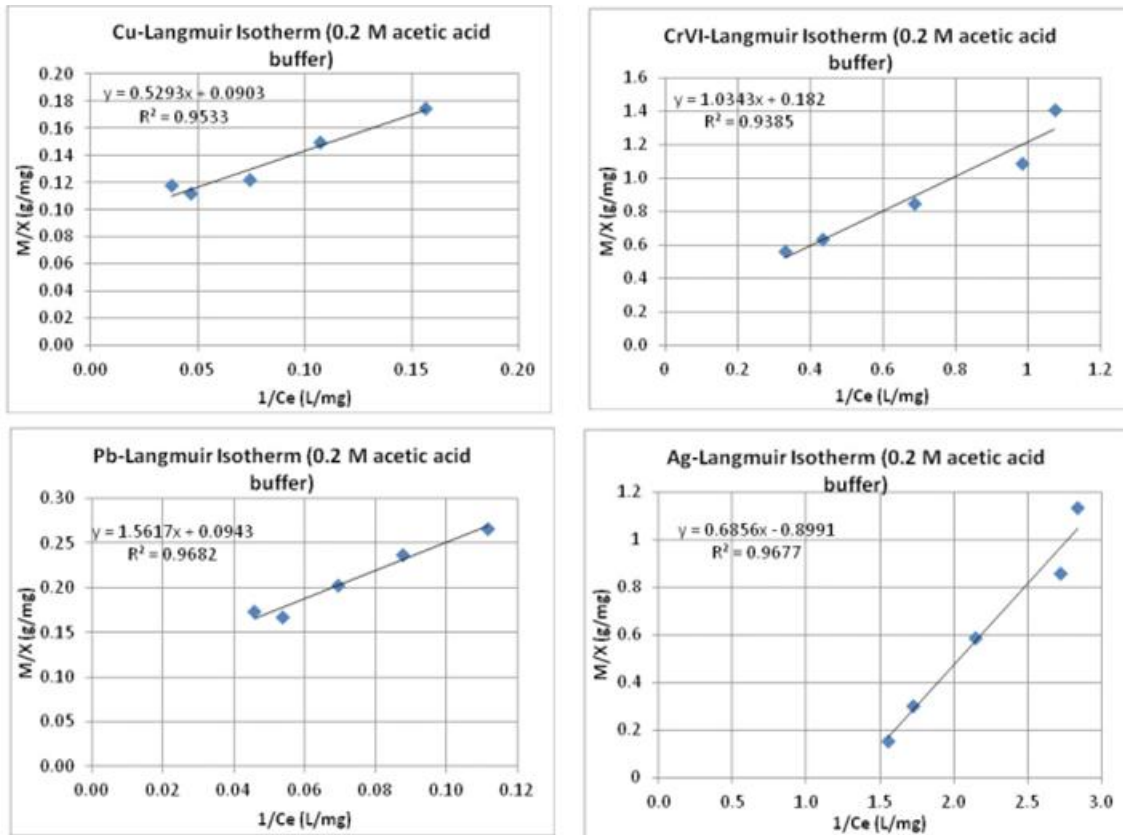 Cu-Langmuir Isotherm (0.2 M acetic acid
buffer)
y = 0.5293x + 0.0903
R² = 0.9533
M/X (g/mg)
0.20
0.18
0.16
0.14
0.12
0.10
0.08
0.06
0.04
0.02
0.00
0.00 0.05 0.10 0.15 0.20
1/Ce (L/mg)
CrVI-Langmuir Isotherm (0.2 M acetic acid
buffer)
y = 1.0343x + 0.182
R² = 0.9385
M/X (g/mg)
1.6
1.4
1.2
1.0
0.8
0.6
0.4
0.2
0.0
0 0.2 0.4 0.6 0.8 1 1.2
1/Ce (L/mg)
Pb-Langmuir Isotherm (0.2 M acetic acid
buffer)
y = 1.5617x + 0.0943
R² = 0.9682
M/X (g/mg)
0.30
0.25
0.20
0.15
0.10
0.05
0.00
0.00 0.02 0.04 0.06 0.08 0.10 0.12
1/Ce (L/mg)
Ag-Langmuir Isotherm (0.2 M acetic acid
buffer)
y = 0.6856x - 0.8991
R² = 0.9677
M/X (g/mg)
1.2
1
0.8
0.6
0.4
0.2
0
0.0 0.5 1.0 1.5 2.0 2.5 3.0
1/Ce (L/mg)